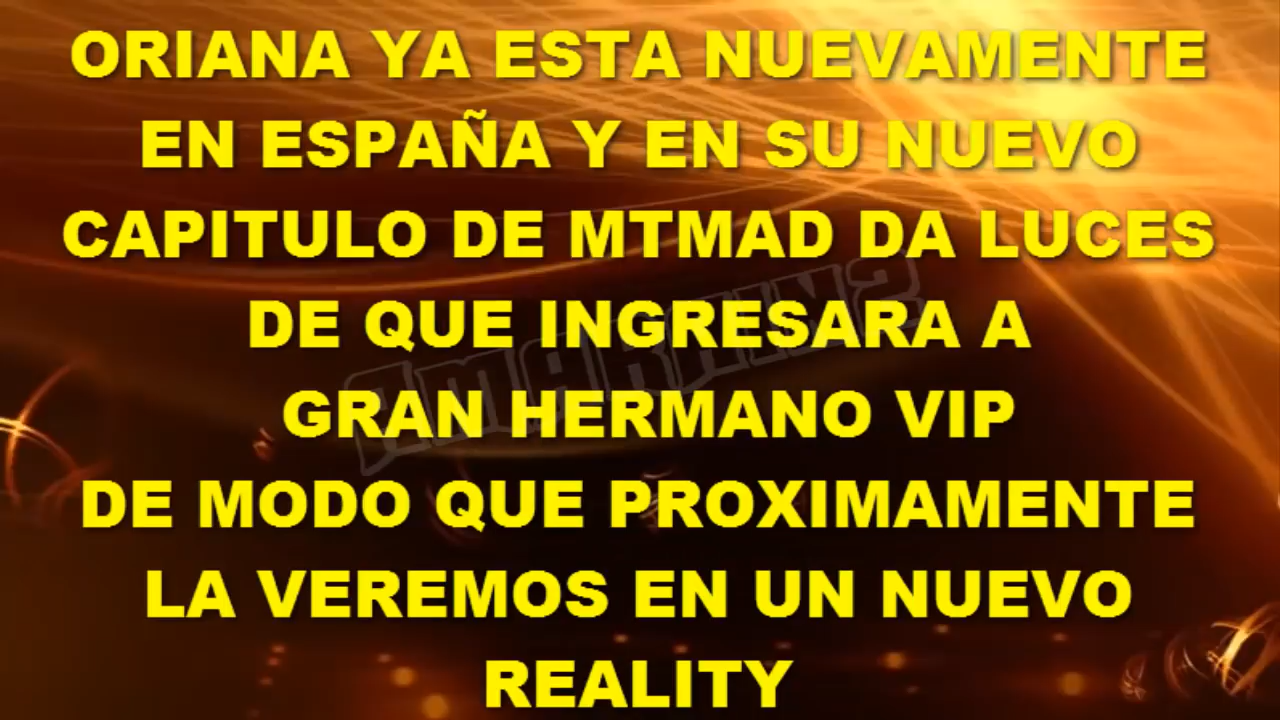 ORIANA YA ESTA NUEVAMENTE
EN ESPAÑA Y EN SU NUEVO
CAPITULO DE MTMAD DA LUCES
DE QUE INGRESARA A
GRAN HERMANO VIP
DE MODO QUE PROXIMAMENTE
LA VEREMOS EN UN NUEVO
REALITY